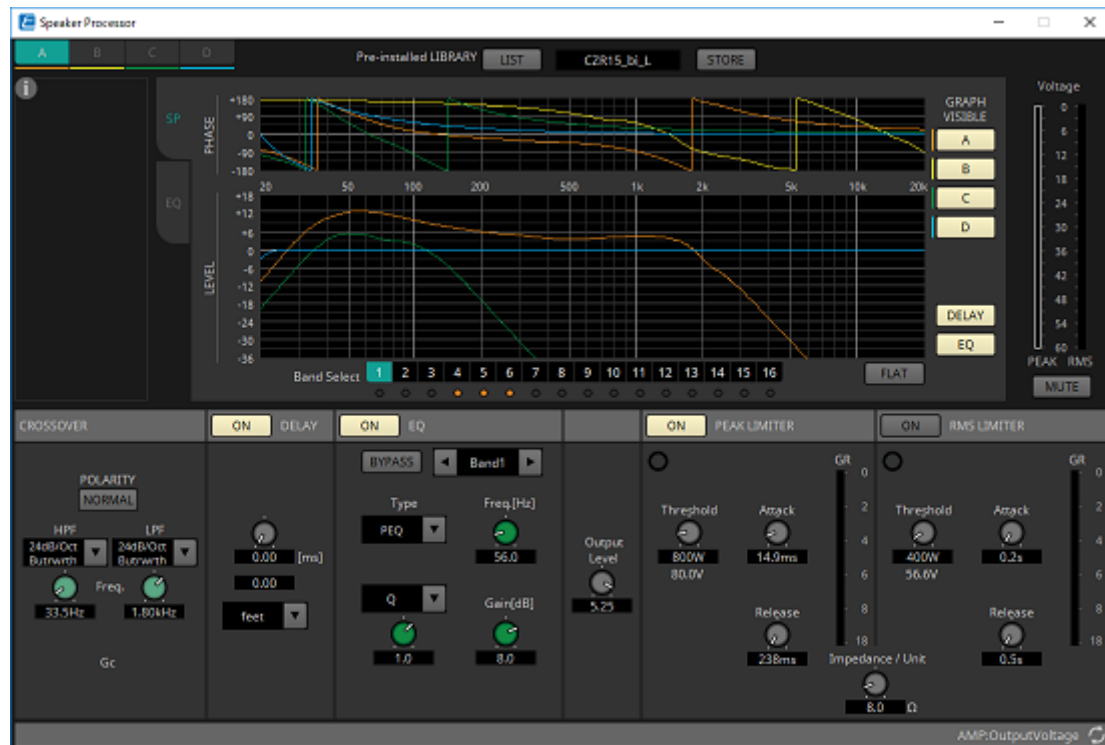 Speaker Processor
A B C D
Pre-installed LIBRARY LIST CZR15_bi_L STORE
Voltage
SP
EQ
PHASE
+180
+90
0
-90
-180
20 50 100 200 500 1k 2k 5k 10k 20k
LEVEL
+18
+12
+6
0
-6
-12
-18
-24
-30
-36
GRAPH
VISIBLE
A
B
C
D
DELAY
EQ
0
6
12
18
24
30
36
42
48
54
60
PEAK RMS
MUTE
Band Select 1 2 3 4 5 6 7 8 9 10 11 12 13 14 15 16
FLAT
CROSSOVER
POLARITY
NORMAL
HPF LPF
24dB/Oct 24dB/Oct
Butrwrth Butrwrth
Freq.
33.5Hz 1.80kHz
Gc
ON DELAY
0.00 [ms]
0.00
feet
ON EQ
BYPASS Band1
Type Freq.[Hz]
PEQ
56.0
Q Gain[dB]
1.0 8.0
Output
Level
5.25
ON PEAK LIMITER
GR
0
2
4
6
8
18
Threshold Attack
800W 14.9ms
80.0V
Release
238ms
Impedance / Unit
8.0 Ω
ON RMS LIMITER
GR
0
2
4
6
8
18
Threshold Attack
400W 0.2s
56.6V
Release
0.5s
AMP:OutputVoltage